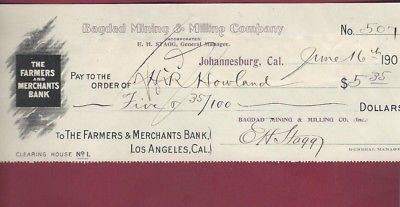 Bagdad Mining & Milling Company
INCORPORATED
E. H. STAGG, General Manager.
No. 507
Johannesburg, Cal. June 16th 190
THE FARMERS AND MERCHANTS BANK
PAY TO THE ORDER OF H R Howland $5 35
Five & 35/100 DOLLARS
BAGDAD MINING & MILLING CO. (Inc.)
TO THE FARMERS & MERCHANTS BANK,
LOS ANGELES, CAL.
E H Stagg
CLEARING HOUSE NO 1.
GENERAL MANAGER